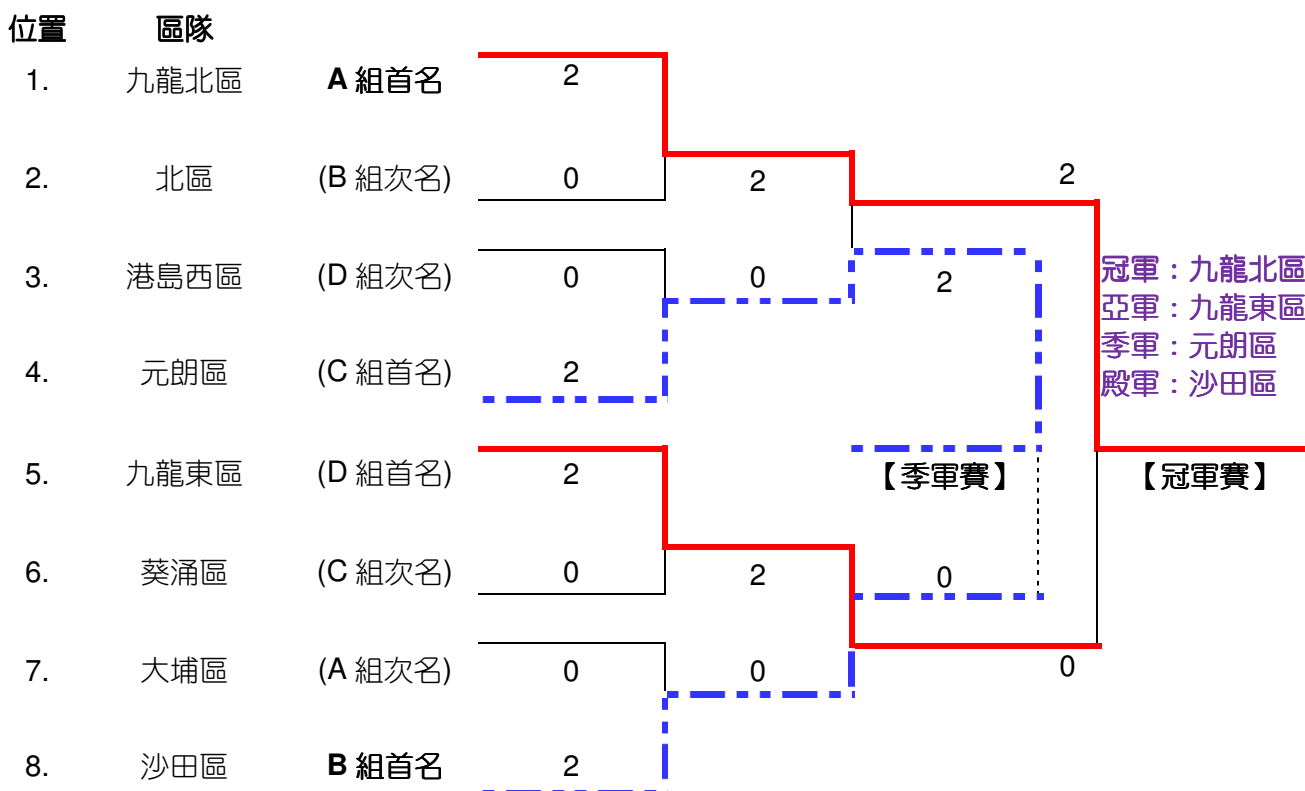 位置 區隊
1. 九龍北區 A 組首名 2
2. 北區 (B 組次名) 0 2 2
3. 港島西區 (D 組次名) 0 0 2
冠軍：九龍北區
亞軍：九龍東區
季軍：元朗區
殿軍：沙田區
4. 元朗區 (C 組首名) 2
5. 九龍東區 (D 組首名) 2 【季軍賽】 【冠軍賽】
6. 葵涌區 (C 組次名) 0 2 0
7. 大埔區 (A 組次名) 0 0 0
8. 沙田區 B 組首名 2